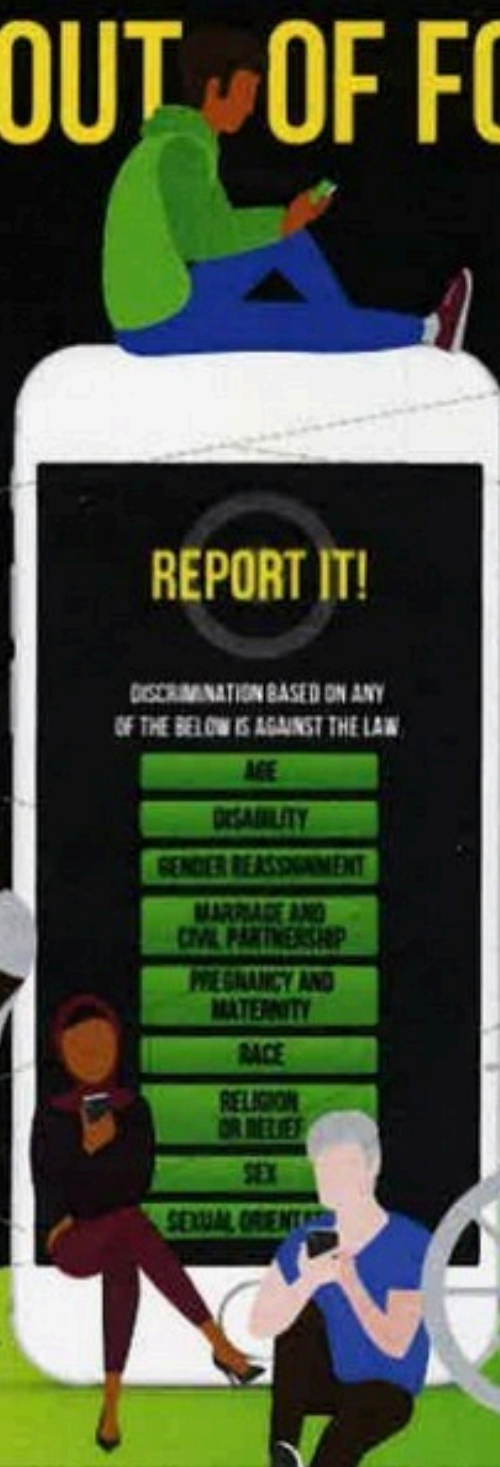 OUT OF FO
REPORT IT!
DISCRIMINATION BASED ON ANY
OF THE BELOW IS AGAINST THE LAW
AGE
DISABILITY
GENDER REASSIGNMENT
MARRIAGE AND
CIVIL PARTNERSHIP
PREGNANCY AND
MATERNITY
RACE
RELIGION
OR BELIEF
SEX
SEXUAL ORIENTAT